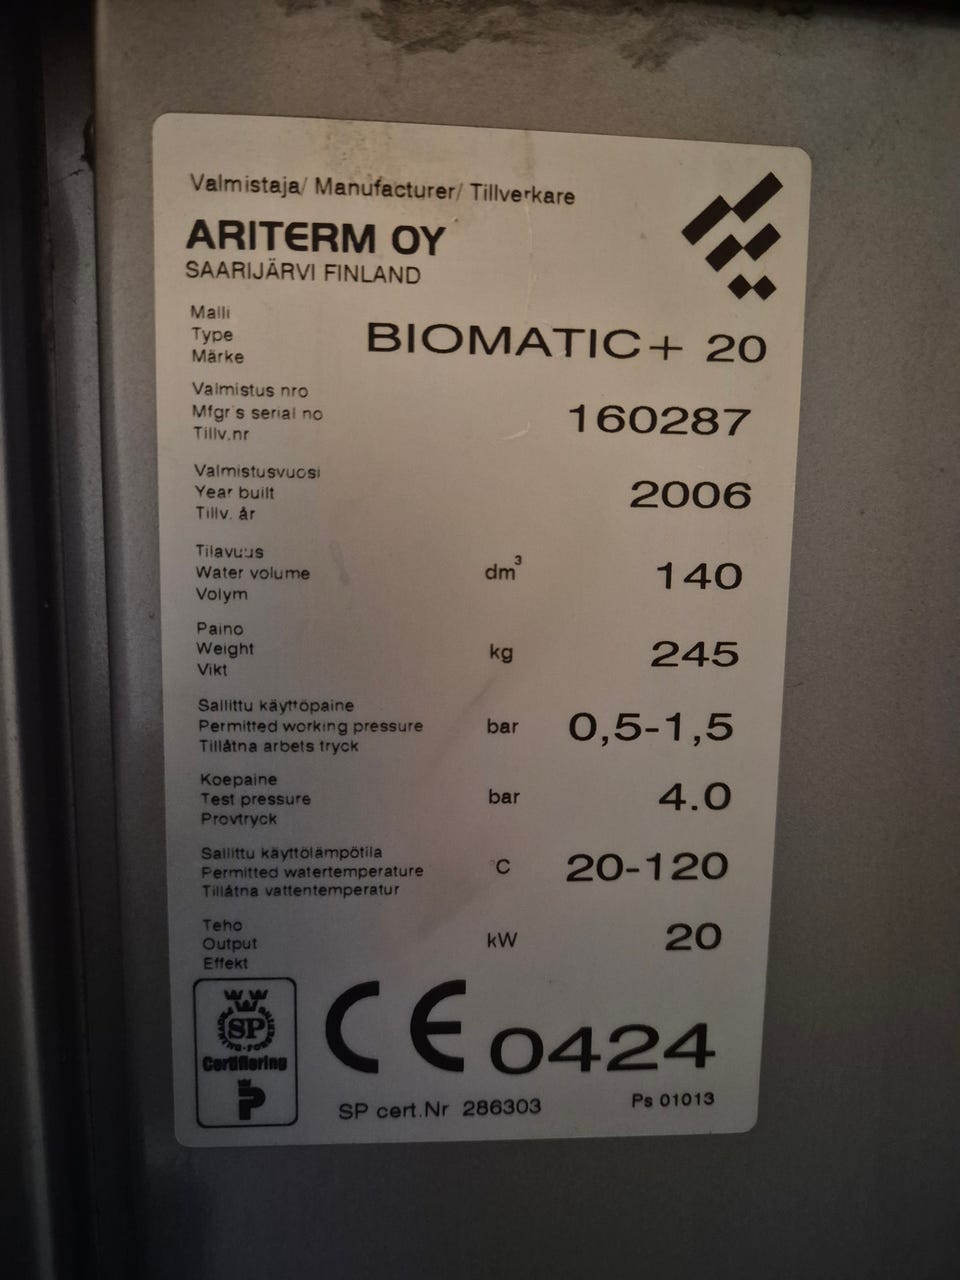 Valmistaja/ Manufacturer/ Tillverkare
ARITERM OY
SAARIJÄRVI FINLAND
Malli
Type
Märke
BIOMATIC+ 20
Valmistus nro
Mfgr's serial no
Tillv.nr
160287
Valmistusvuosi
Year built
Tillv. år
2006
Tilavuus
Water volume
Volym
dm³
140
Paino
Weight
Vikt
kg
245
Sallittu käyttöpaine
Permitted working pressure
Tillåtna arbets tryck
bar
0,5-1,5
Koepaine
Test pressure
Provtryck
bar
4.0
Sallittu käyttölämpötila
Permitted watertemperature
Tillåtna vattentemperatur
°C
20-120
Teho
Output
Effekt
kW
20
SP
Certifiering
P
CE 0424
SP cert.Nr 286303
Ps 01013